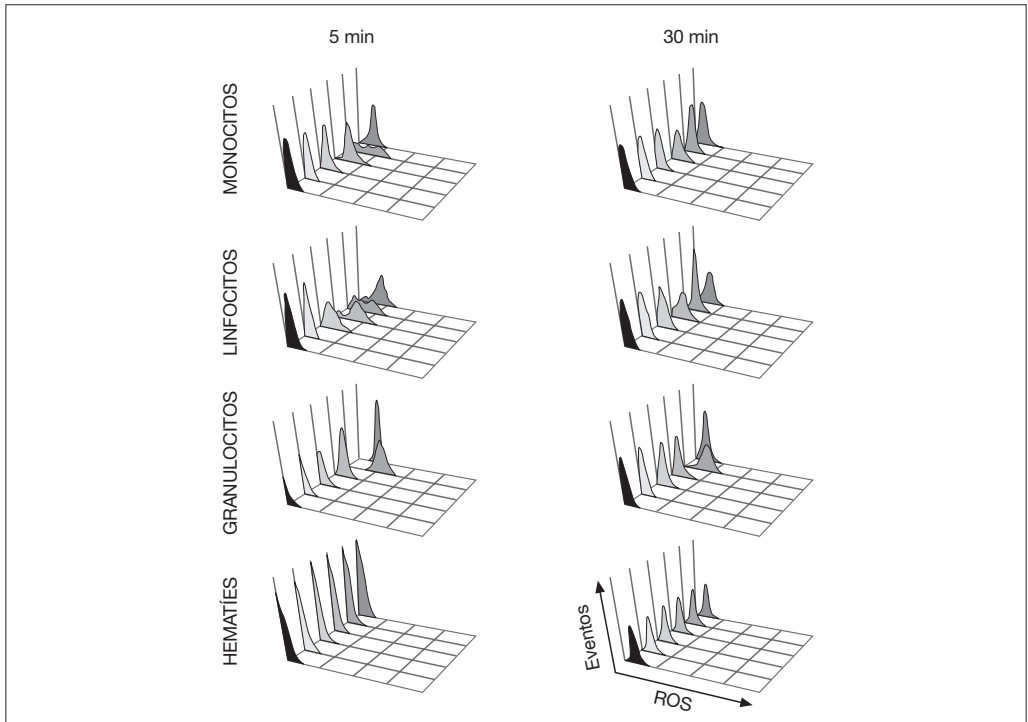 5 min
30 min
MONOCITOS
LINFOCITOS
GRANULOCITOS
HEMATÍES
Eventos
ROS